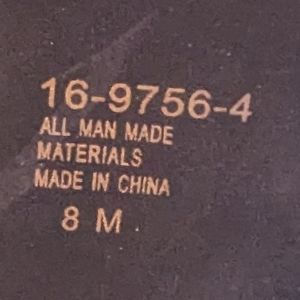 16-9756-4
ALL MAN MADE
MATERIALS
MADE IN CHINA
8 M